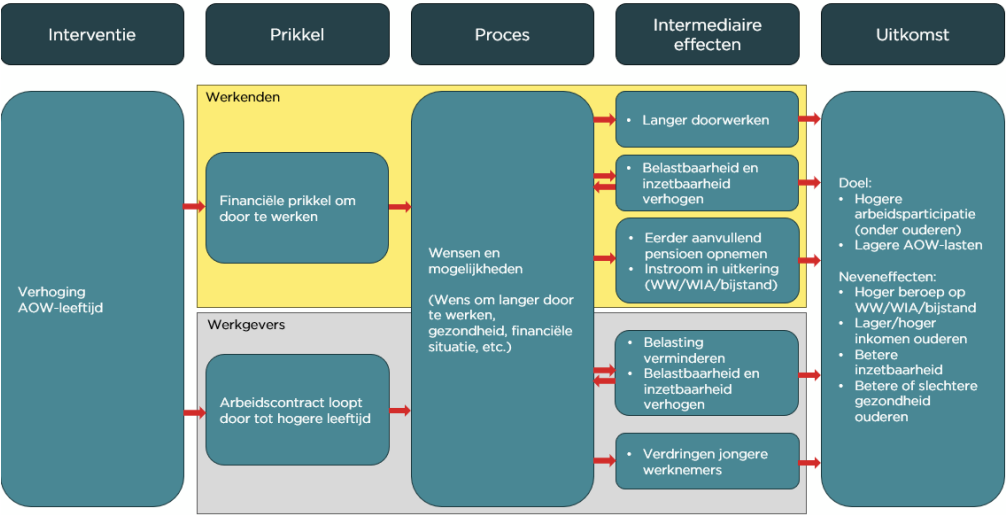 Interventie
Prikkel
Proces
Intermediaire
effecten
Uitkomst
Verhoging
AOW-leeftijd
Werkenden
Financiële prikkel om
door te werken
Werkgevers
Arbeidscontract loopt
door tot hogere leeftijd
Wensen en
mogelijkheden
(Wens om langer door
te werken,
gezondheid, financiële
situatie, etc.)
• Langer doorwerken
• Belastbaarheid en
inzetbaarheid
verhogen
• Eerder aanvullend
pensioen opnemen
• Instroom in uitkering
(WW/WIA/bijstand)
• Belasting
verminderen
• Belastbaarheid en
inzetbaarheid
verhogen
• Verdringen jongere
werknemers
Doel:
• Hogere
arbeidsparticipatie
(onder ouderen)
• Lagere AOW-lasten
Neveneffecten:
• Hoger beroep op
WW/WIA/bijstand
• Lager/hoger
inkomen ouderen
• Betere
inzetbaarheid
• Betere of slechtere
gezondheid
ouderen